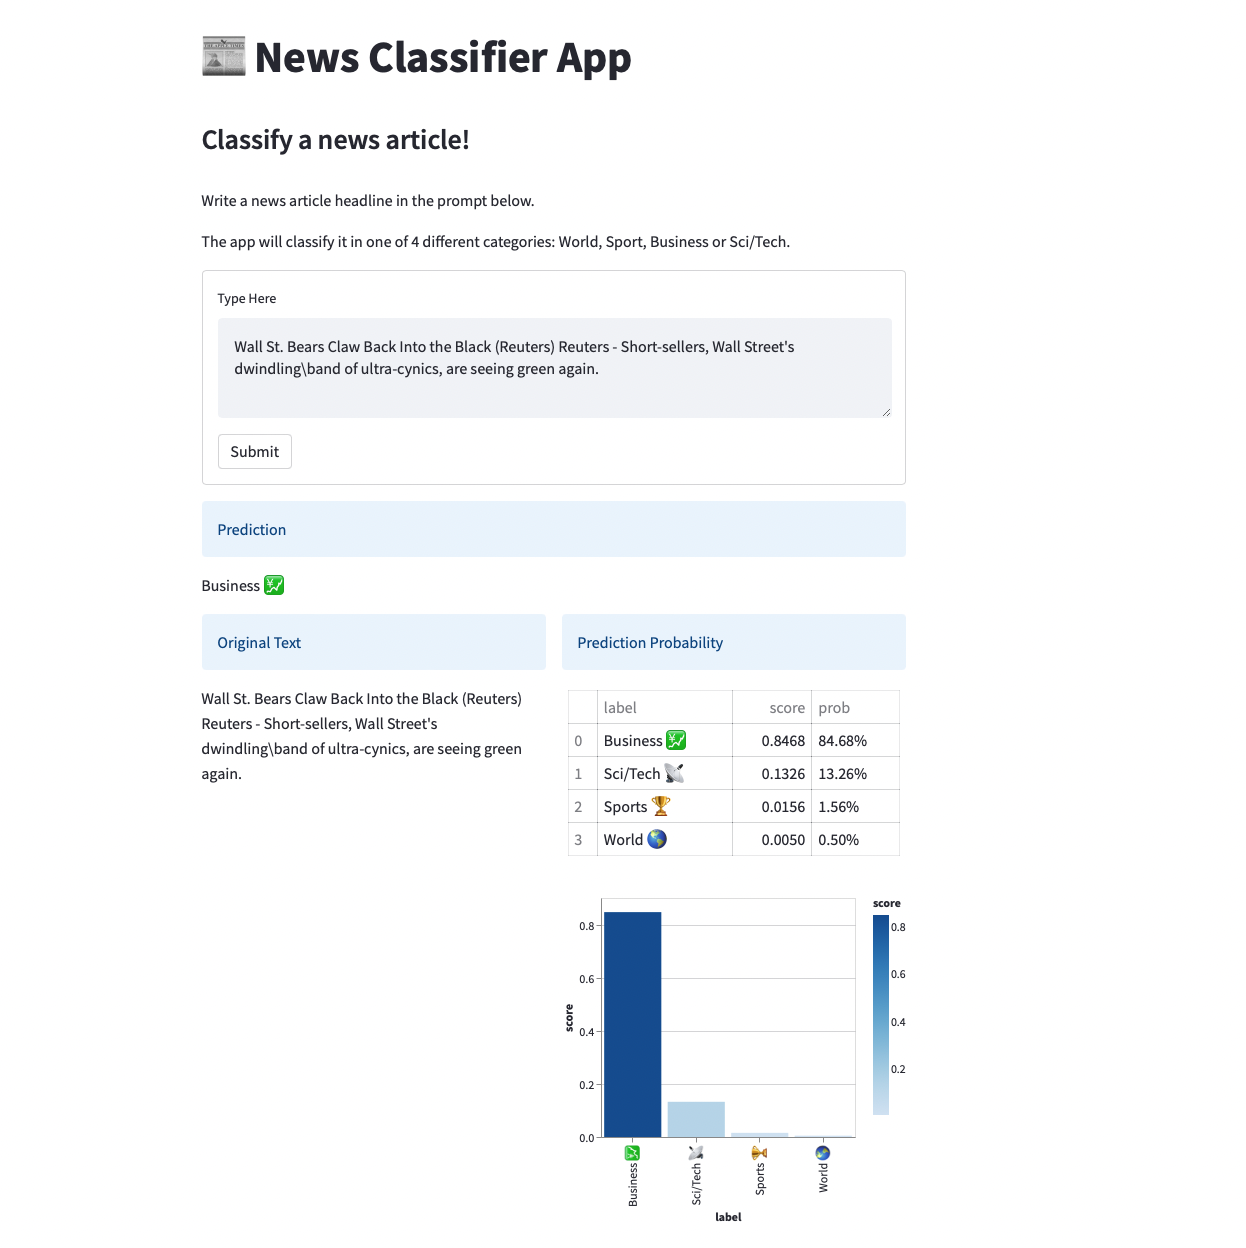 News Classifier App
Classify a news article!
Write a news article headline in the prompt below.
The app will classify it in one of 4 different categories: World, Sport, Business or Sci/Tech.
Type Here
Wall St. Bears Claw Back Into the Black (Reuters) Reuters - Short-sellers, Wall Street's
dwindling\band of ultra-cynics, are seeing green again.
Submit
Prediction
Business
Original Text
Wall St. Bears Claw Back Into the Black (Reuters)
Reuters - Short-sellers, Wall Street's
dwindling\band of ultra-cynics, are seeing green
again.
Prediction Probability
label score prob
0 Business 0.8468 84.68%
1 Sci/Tech 0.1326 13.26%
2 Sports 0.0156 1.56%
3 World 0.0050 0.50%
score
0.8
0.6
0.4
0.2
0.0
Business
Sci/Tech
Sports
World
label
score
0.8
0.6
0.4
0.2